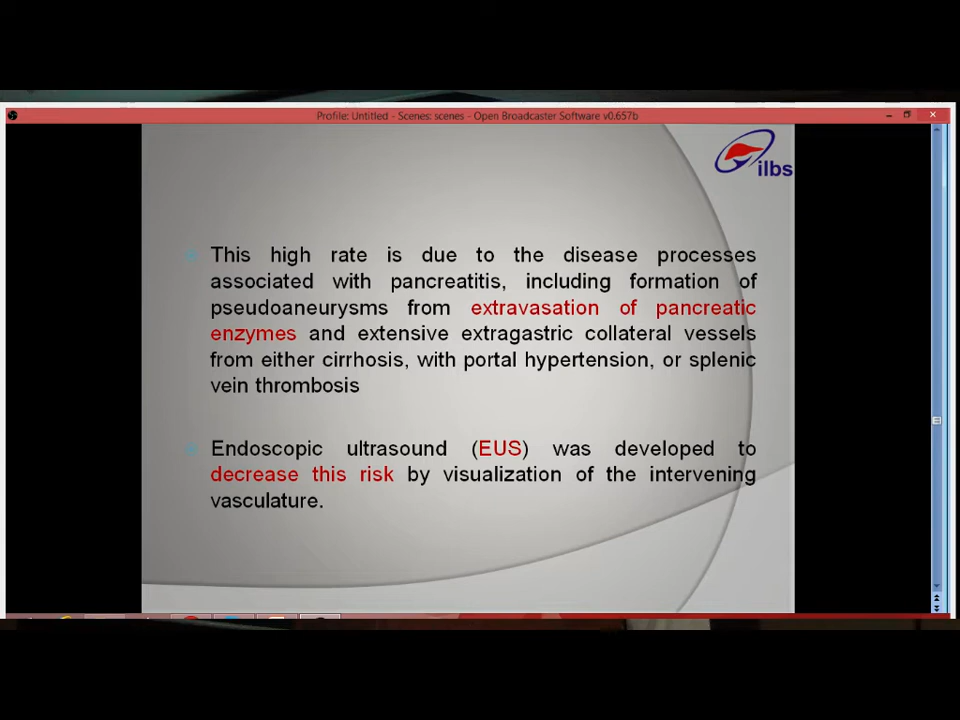 Profile: Untitled - Scenes: scenes - Open Broadcaster Software v0.657b
ilbs
This high rate is due to the disease processes
associated with pancreatitis, including formation of
pseudoaneurysms from extravasation of pancreatic
enzymes and extensive extragastric collateral vessels
from either cirrhosis, with portal hypertension, or splenic
vein thrombosis
Endoscopic ultrasound (EUS) was developed to
decrease this risk by visualization of the intervening
vasculature.